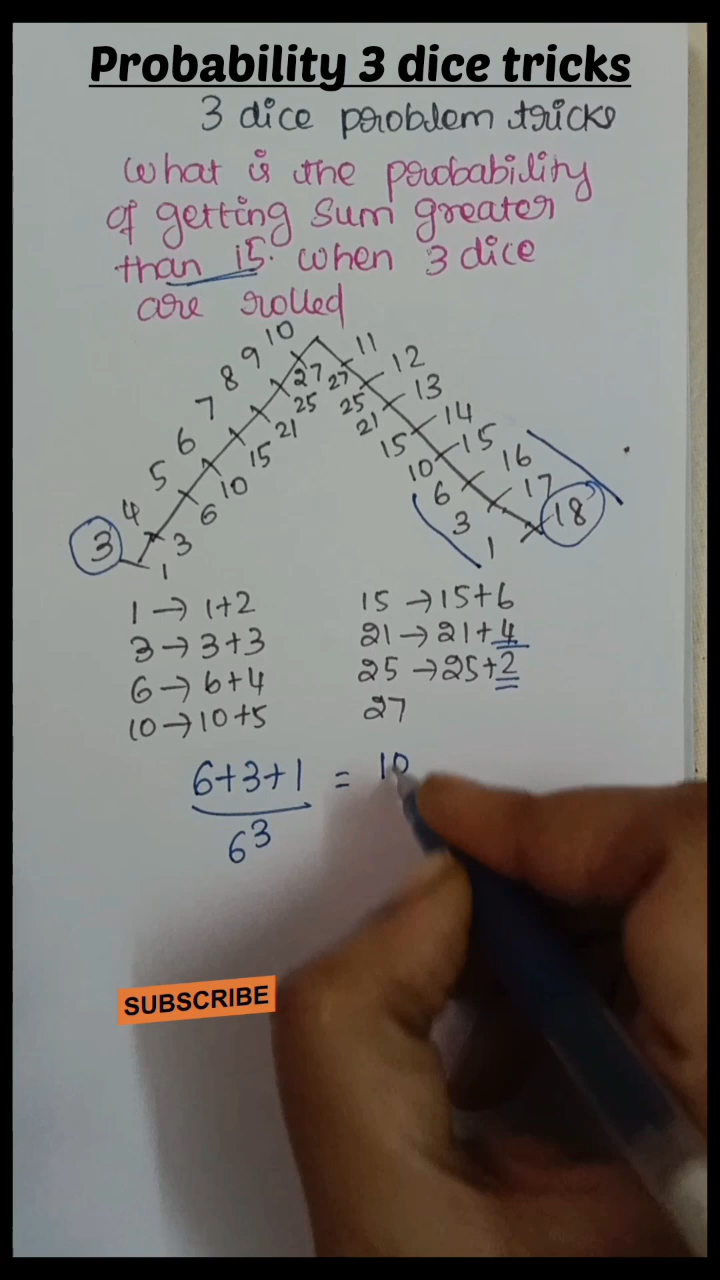 Probability 3 dice tricks
3 dice problem tricks
What is the probability
of getting sum greater
than 15. when 3 dice
are rolled
10 11
9 12
8 27 27 13
7 25 25 14
6 21 21 15
5 15 15 16
4 10 10 17
3 6 6 18
3 3
1 1
1 → 1+2
3 → 3+3
6 → 6+4
10 → 10+5
15 → 15+6
21 → 21+4
25 → 25+2
27
6+3+1 = 10
6³
SUBSCRIBE